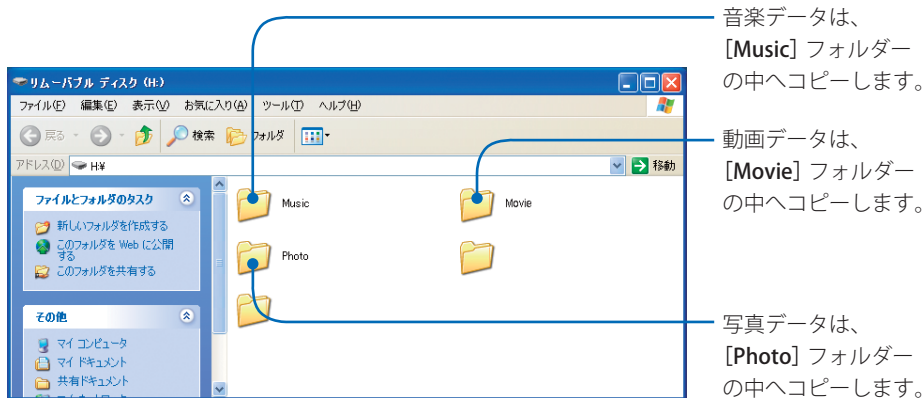 音楽データは、
[Music] フォルダー
の中へコピーします。
リムーバブル ディスク (H:)
ファイル(F) 編集(E) 表示(V) お気に入り(A) ツール(T) ヘルプ(H)
戻る 検索 フォルダ
アドレス(D) H:¥ 移動
動画データは、
[Movie] フォルダー
の中へコピーします。
ファイルとフォルダのタスク
新しいフォルダを作成する
このフォルダを Web に公開
する
このフォルダを共有する
Music
Movie
Photo
その他
マイ コンピュータ
マイ ドキュメント
共有ドキュメント
写真データは、
[Photo] フォルダー
の中へコピーします。